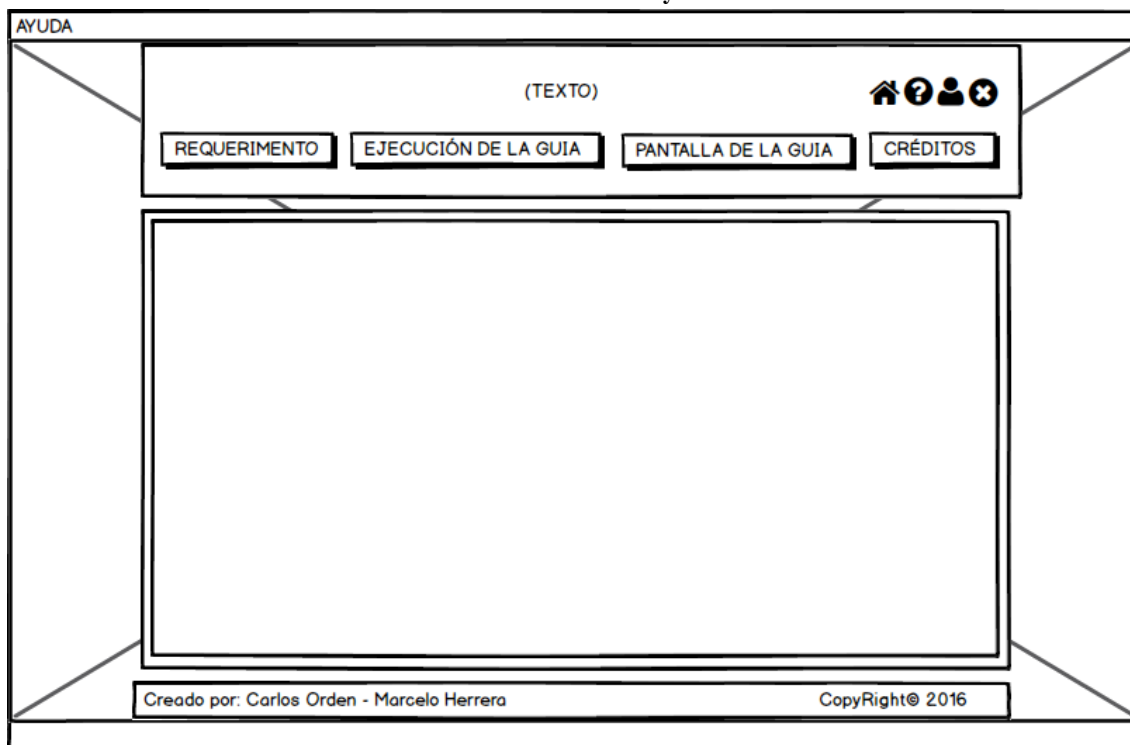 AYUDA
(TEXTO)
REQUERIMENTO EJECUCIÓN DE LA GUIA PANTALLA DE LA GUIA CRÉDITOS
Creado por: Carlos Orden - Marcelo Herrera CopyRight© 2016